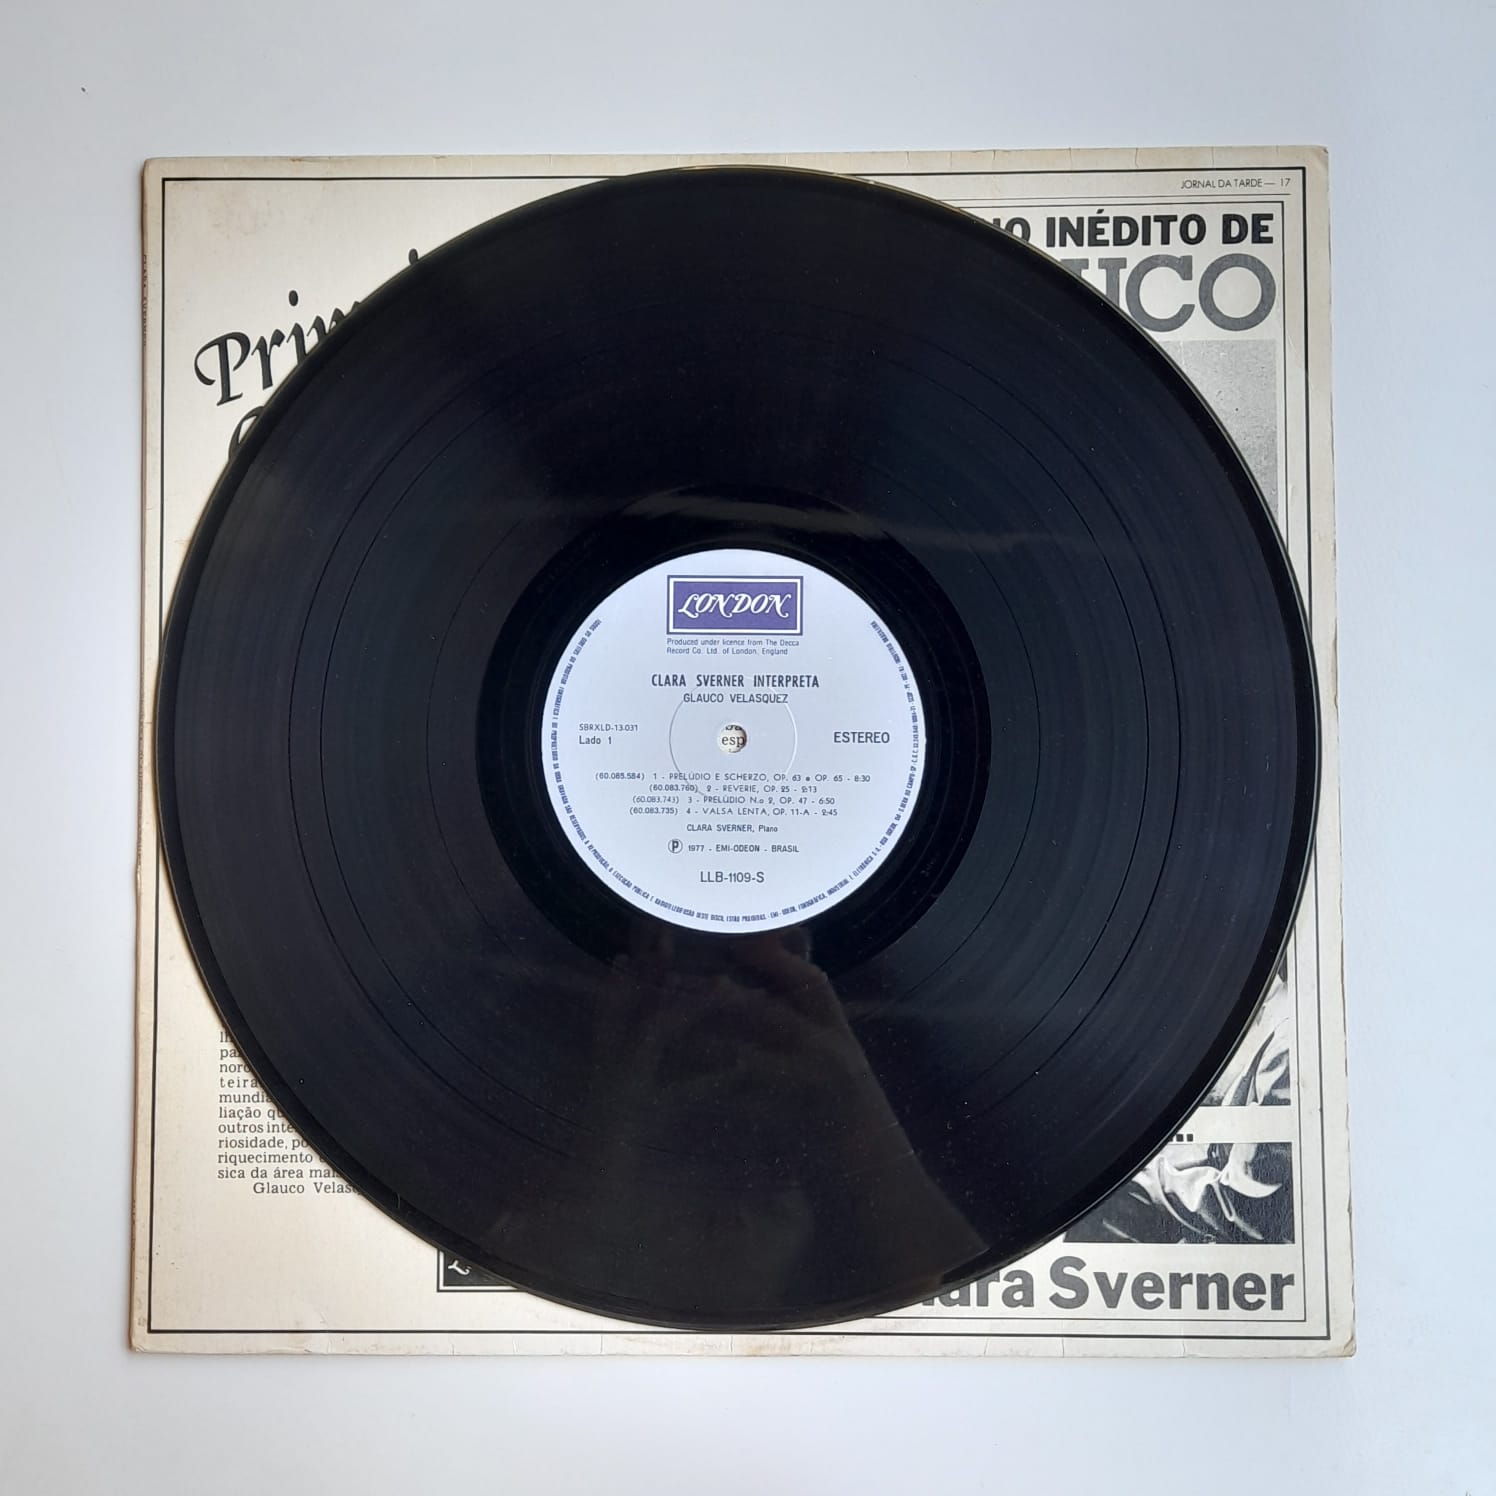 JORNAL DA TARDE — 17
INÉDITO DE
UCO
LONDON
Produced under licence from The Decca
Record Co. Ltd. of London, England
CLARA SVERNER INTERPRETA
GLAUCO VELASQUEZ
SBRXLD-13.031
Lado 1
esp
ESTEREO
(60.085.584) 1 - PRELÚDIO E SCHERZO, OP. 63 e OP. 65 - 8:30
(60.083.760) 2 - REVERIE, OP. 25 - 2:13
(60.083.743) 3 - PRELÚDIO N.o 2, OP. 47 - 6:50
(60.083.735) 4 - VALSA LENTA, OP. 11-A - 2:45
CLARA SVERNER, Piano
Ⓟ 1977 - EMI-ODEON - BRASIL
LLB-1109-S
teira
mundia
liação qu
outros inte
riosidade, po
riquecimento
sica da área mais
Glauco Velasq
Sverner